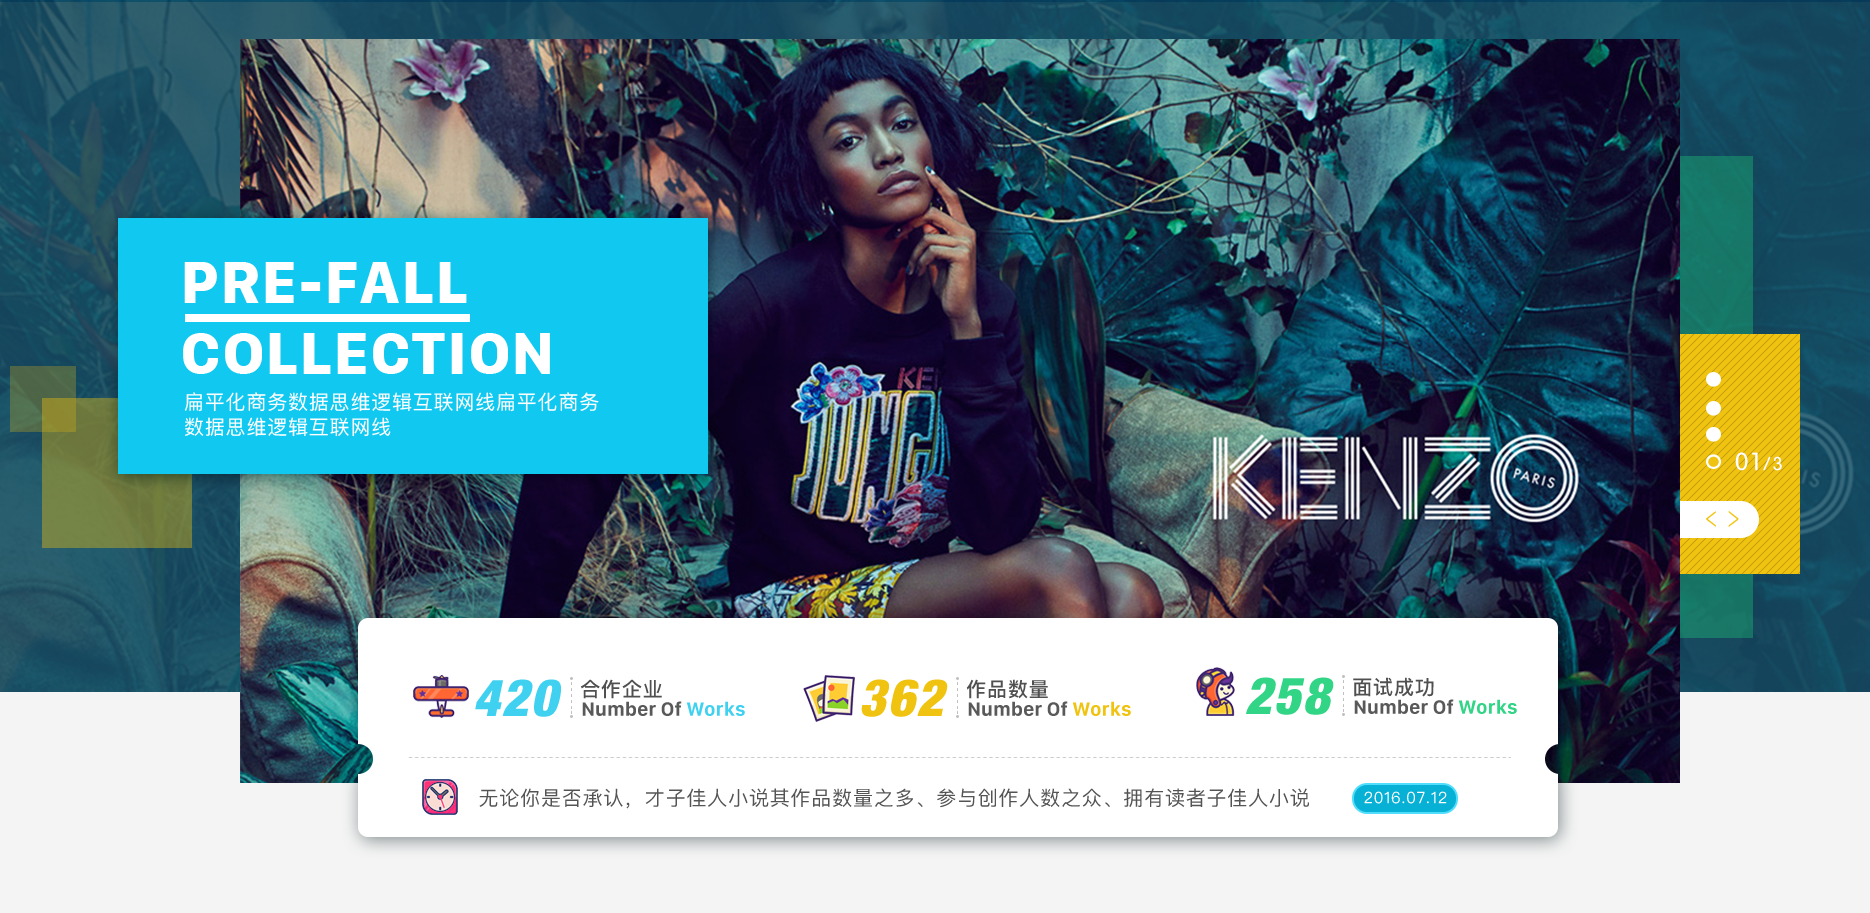 PRE-FALL
COLLECTION
扁平化商务数据思维逻辑互联网线扁平化商务
数据思维逻辑互联网线
KENZO
PARIS
01/3
420
合作企业
Number Of Works
362
作品数量
Number Of Works
258
面试成功
Number Of Works
无论你是否承认，才子佳人小说其作品数量之多、参与创作人数之众、拥有读者子佳人小说
2016.07.12